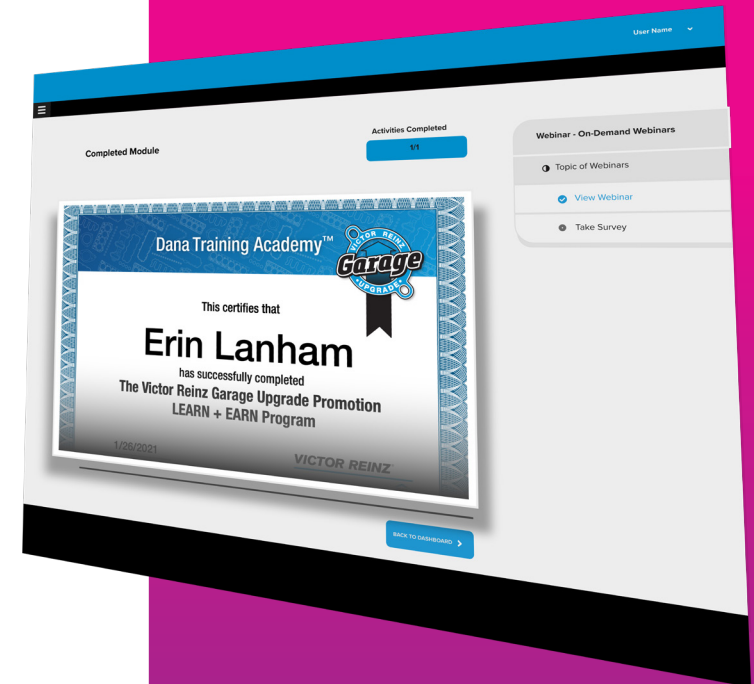 User Name
Completed Module
Activities Completed
1/1
Webinar - On-Demand Webinars
Topic of Webinars
View Webinar
Take Survey
Dana Training Academy™
VICTOR REINZ
Garage
UPGRADE
This certifies that
Erin Lanham
has successfully completed
The Victor Reinz Garage Upgrade Promotion
LEARN + EARN Program
1/26/2021
VICTOR REINZ
BACK TO DASHBOARD